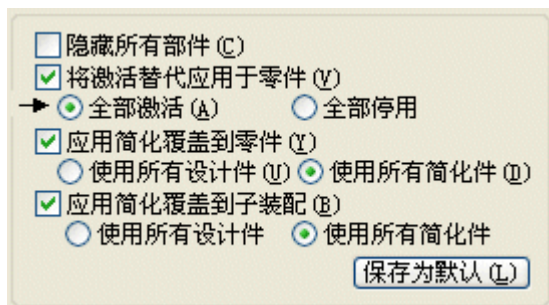 隐藏所有部件(C)
将激活替代应用于零件(V)
全部激活(A) 全部停用
应用简化覆盖到零件(Y)
使用所有设计件(U) 使用所有简化件(D)
应用简化覆盖到子装配(B)
使用所有设计件 使用所有简化件
保存为默认(L)